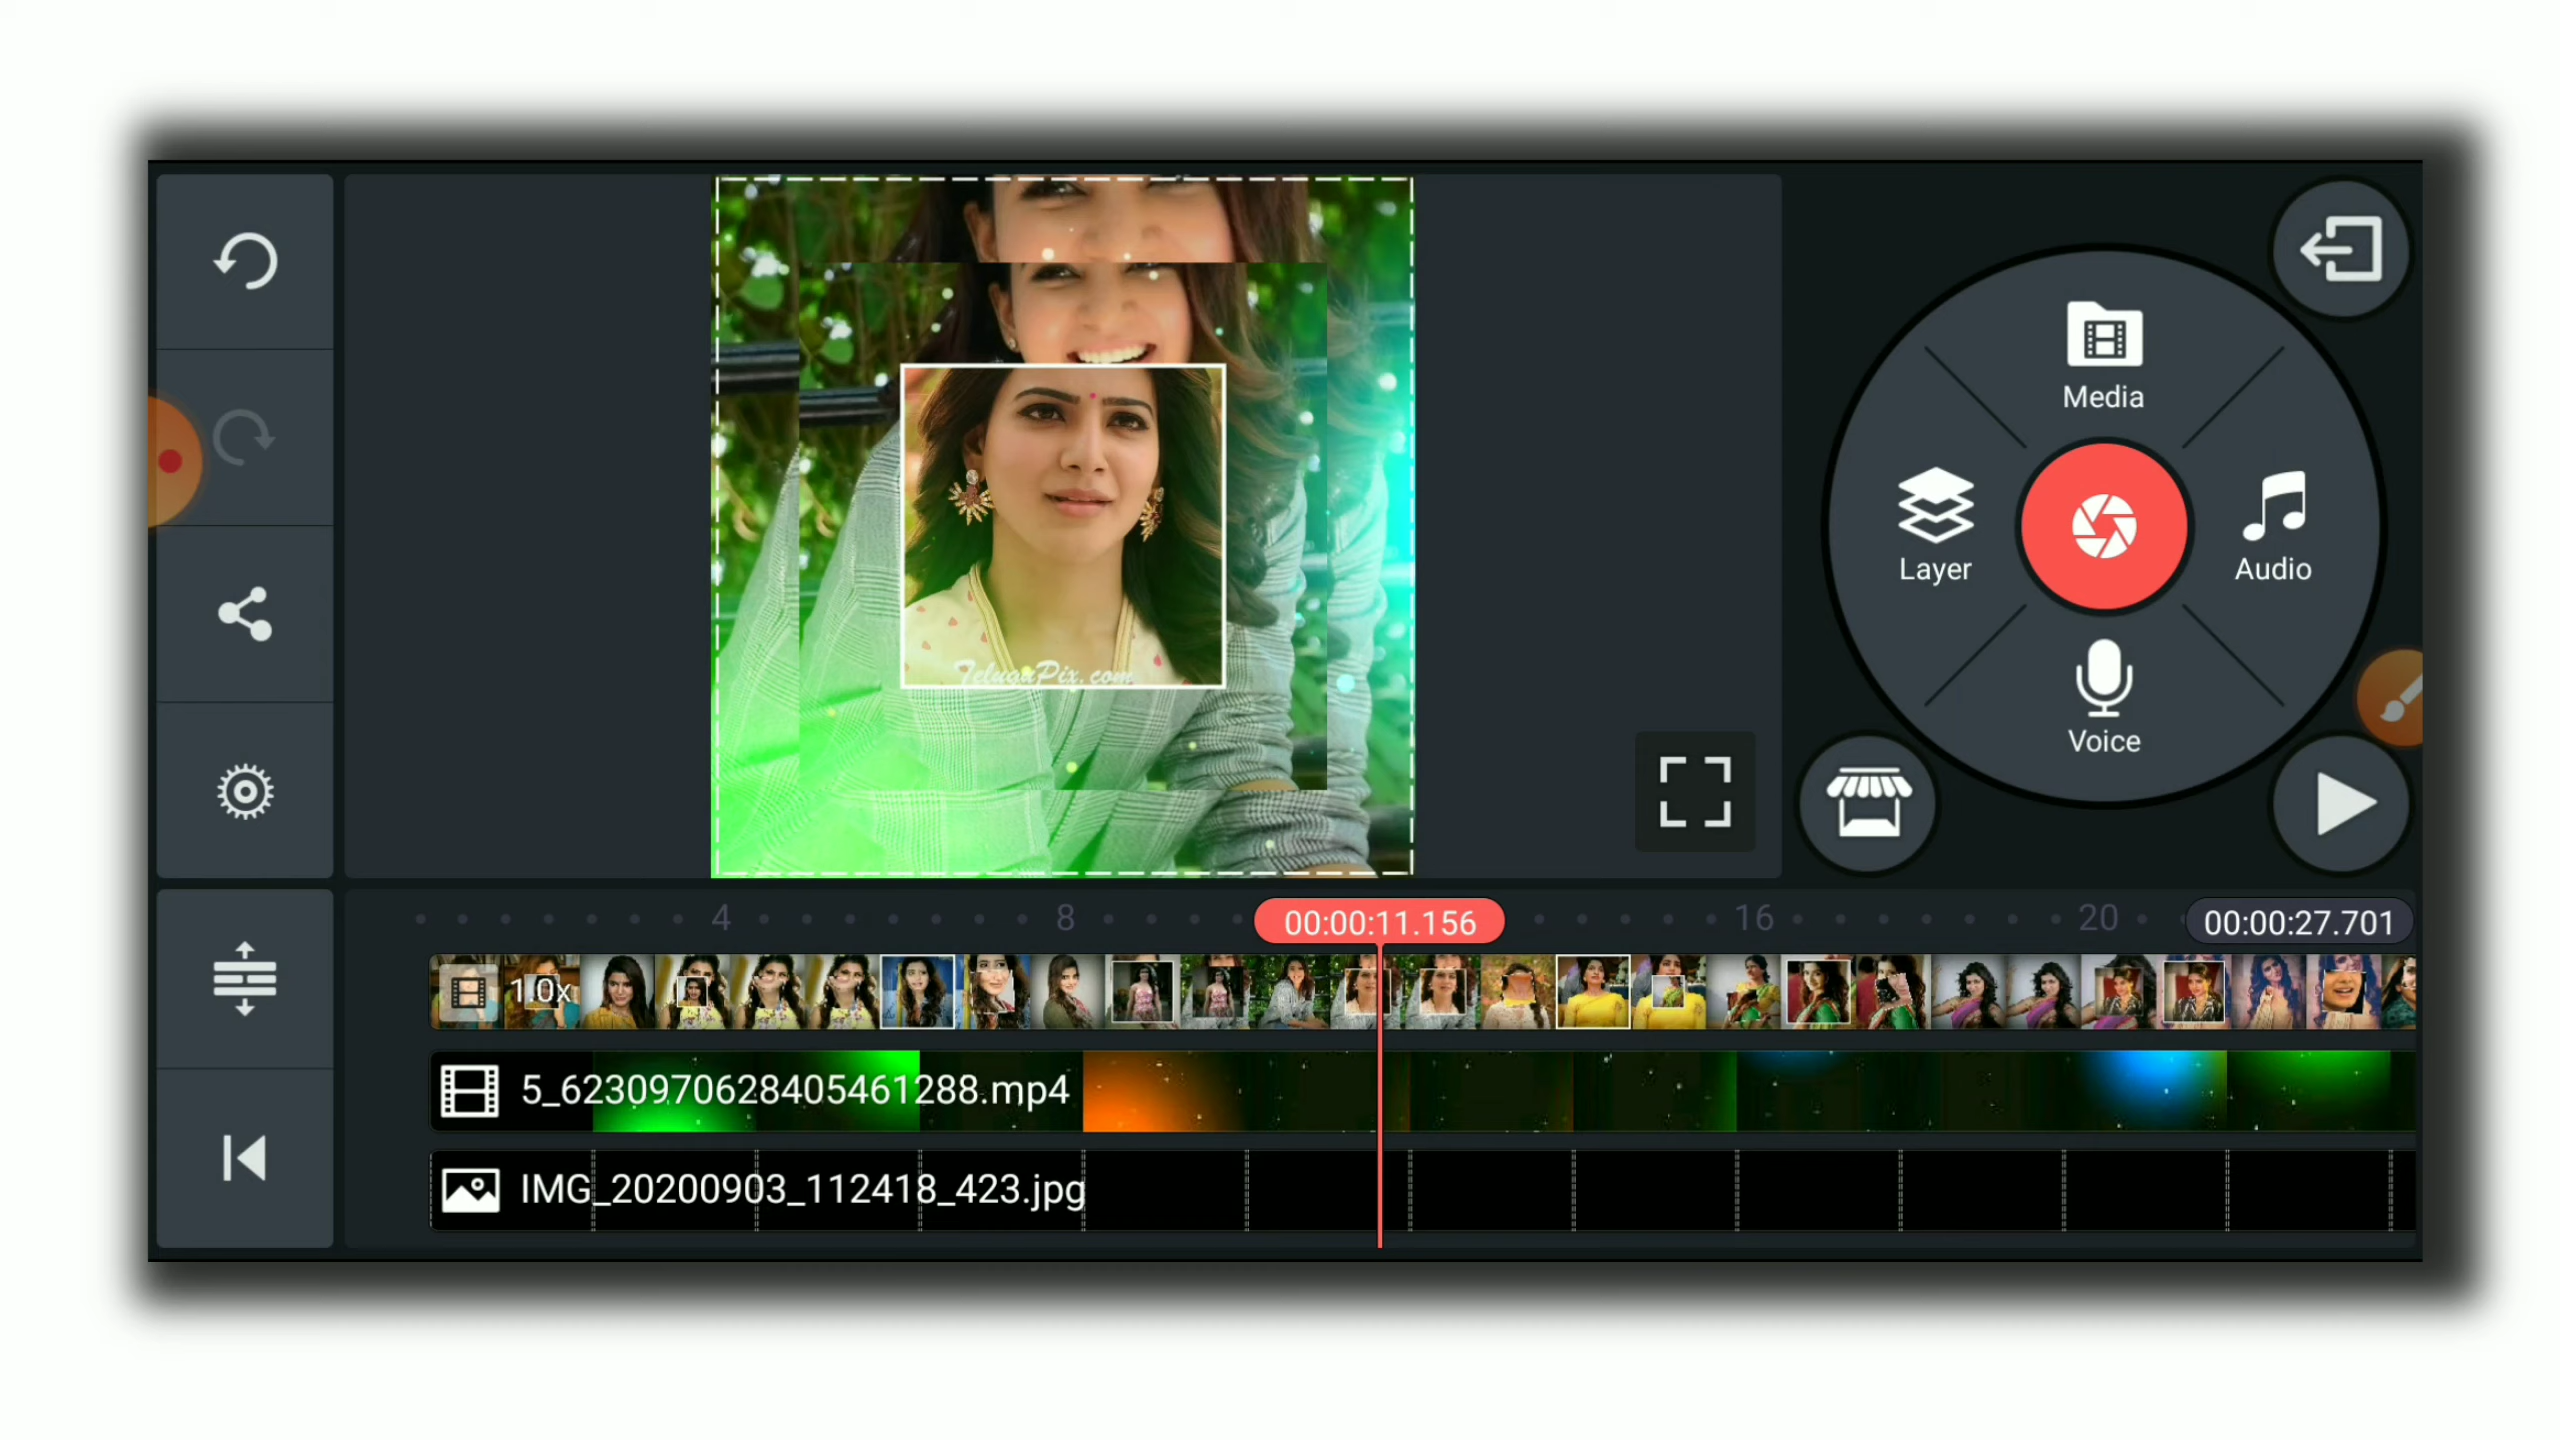 Media
Layer
Audio
Voice
TeluguPix.com
4
8
00:00:11.156
16
20
00:00:27.701
1.0x
5_6230970628405461288.mp4
IMG_20200903_112418_423.jpg